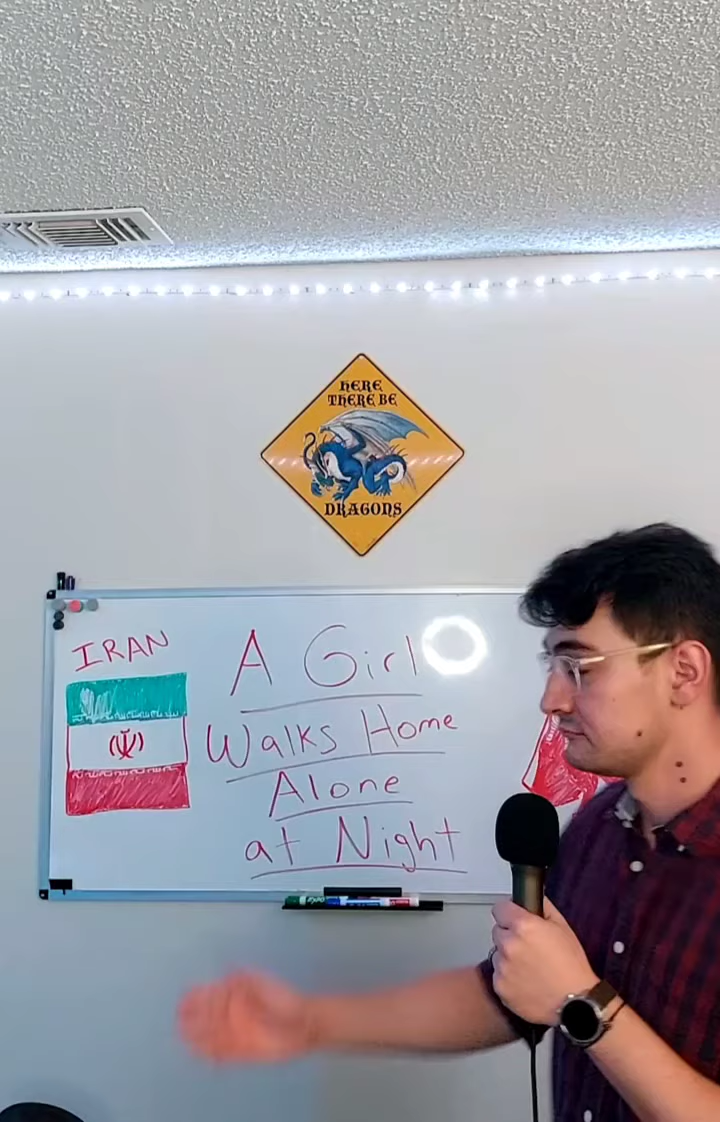 HERE
THERE BE
DRAGONS
IRAN
A Girl
Walks Home
Alone
at Night